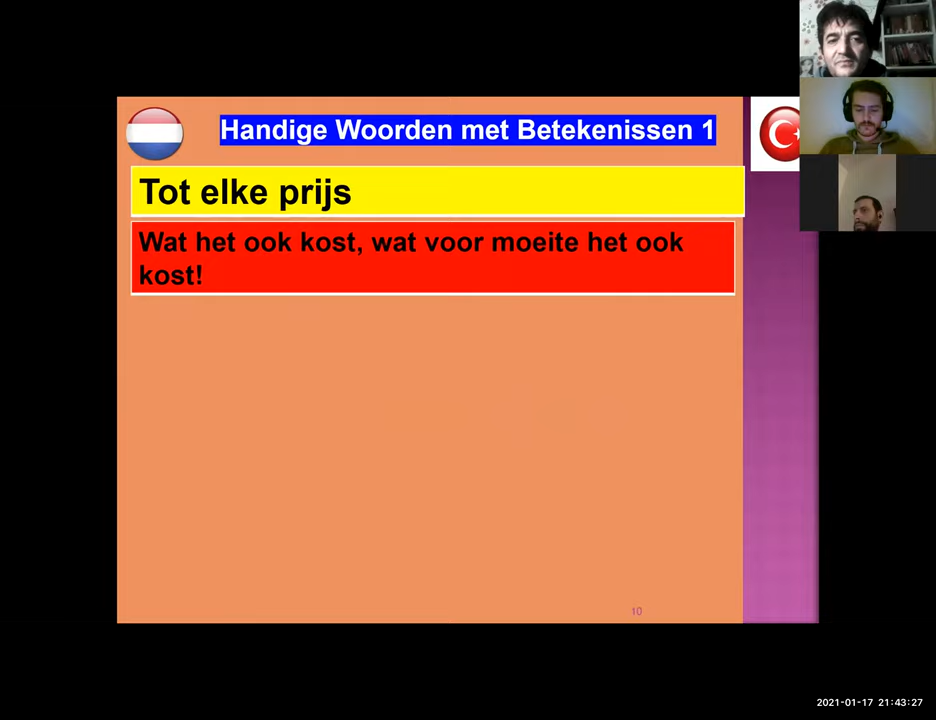 Handige Woorden met Betekenissen 1
Tot elke prijs
Wat het ook kost, wat voor moeite het ook
kost!
10
2021-01-17 21:43:27